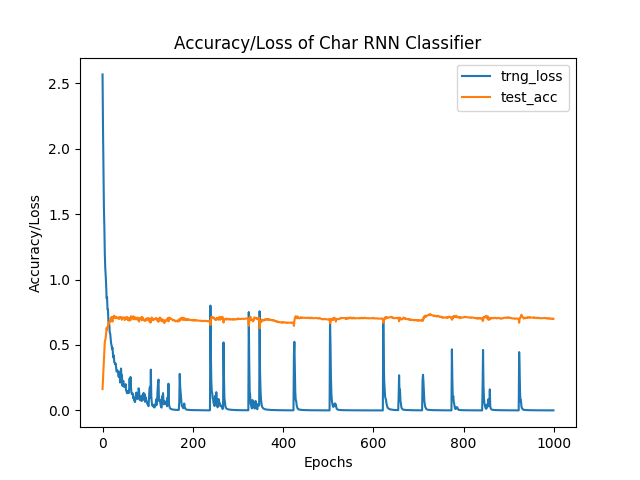 Accuracy/Loss of Char RNN Classifier
trng_loss
test_acc
2.5
2.0
1.5
1.0
0.5
0.0
Accuracy/Loss
0 200 400 600 800 1000
Epochs